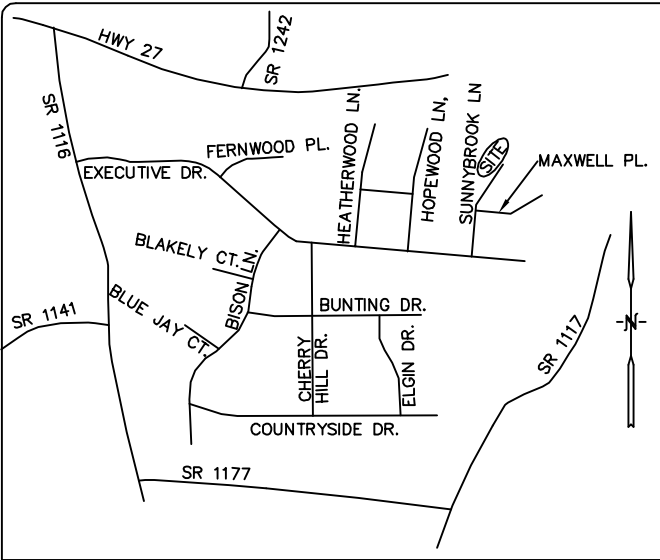 HWY 27
SR 1242
SR 1116
FERNWOOD PL.
EXECUTIVE DR.
HEATHERWOOD LN.
HOPEWOOD LN,
SUNNYBROOK LN
SITE
MAXWELL PL.
BLAKELY CT.
BISON LN.
BLUE JAY CT.
SR 1141
BUNTING DR.
CHERRY
HILL DR.
ELGIN DR.
SR 1117
N
COUNTRYSIDE DR.
SR 1177